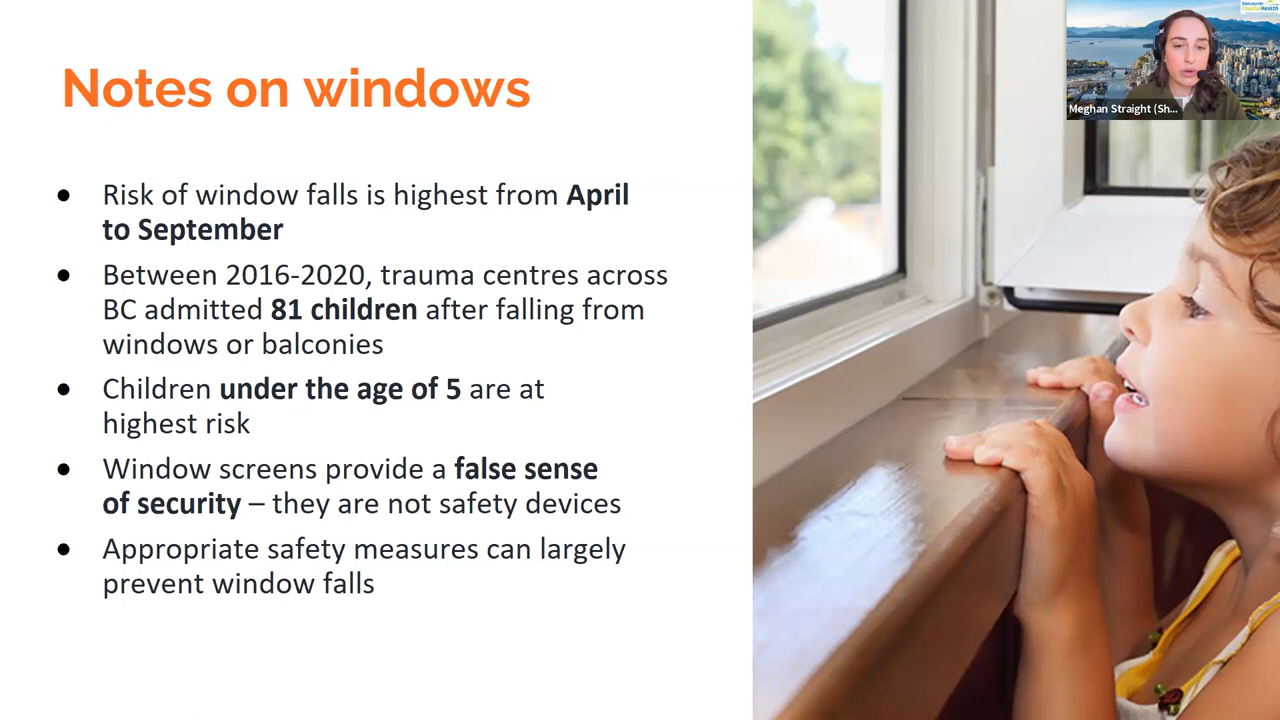 Notes on windows
Risk of window falls is highest from April
to September
Between 2016-2020, trauma centres across
BC admitted 81 children after falling from
windows or balconies
Children under the age of 5 are at
highest risk
Window screens provide a false sense
of security – they are not safety devices
Appropriate safety measures can largely
prevent window falls
Vancouver
CoastalHealth
Meghan Straight (Sh...